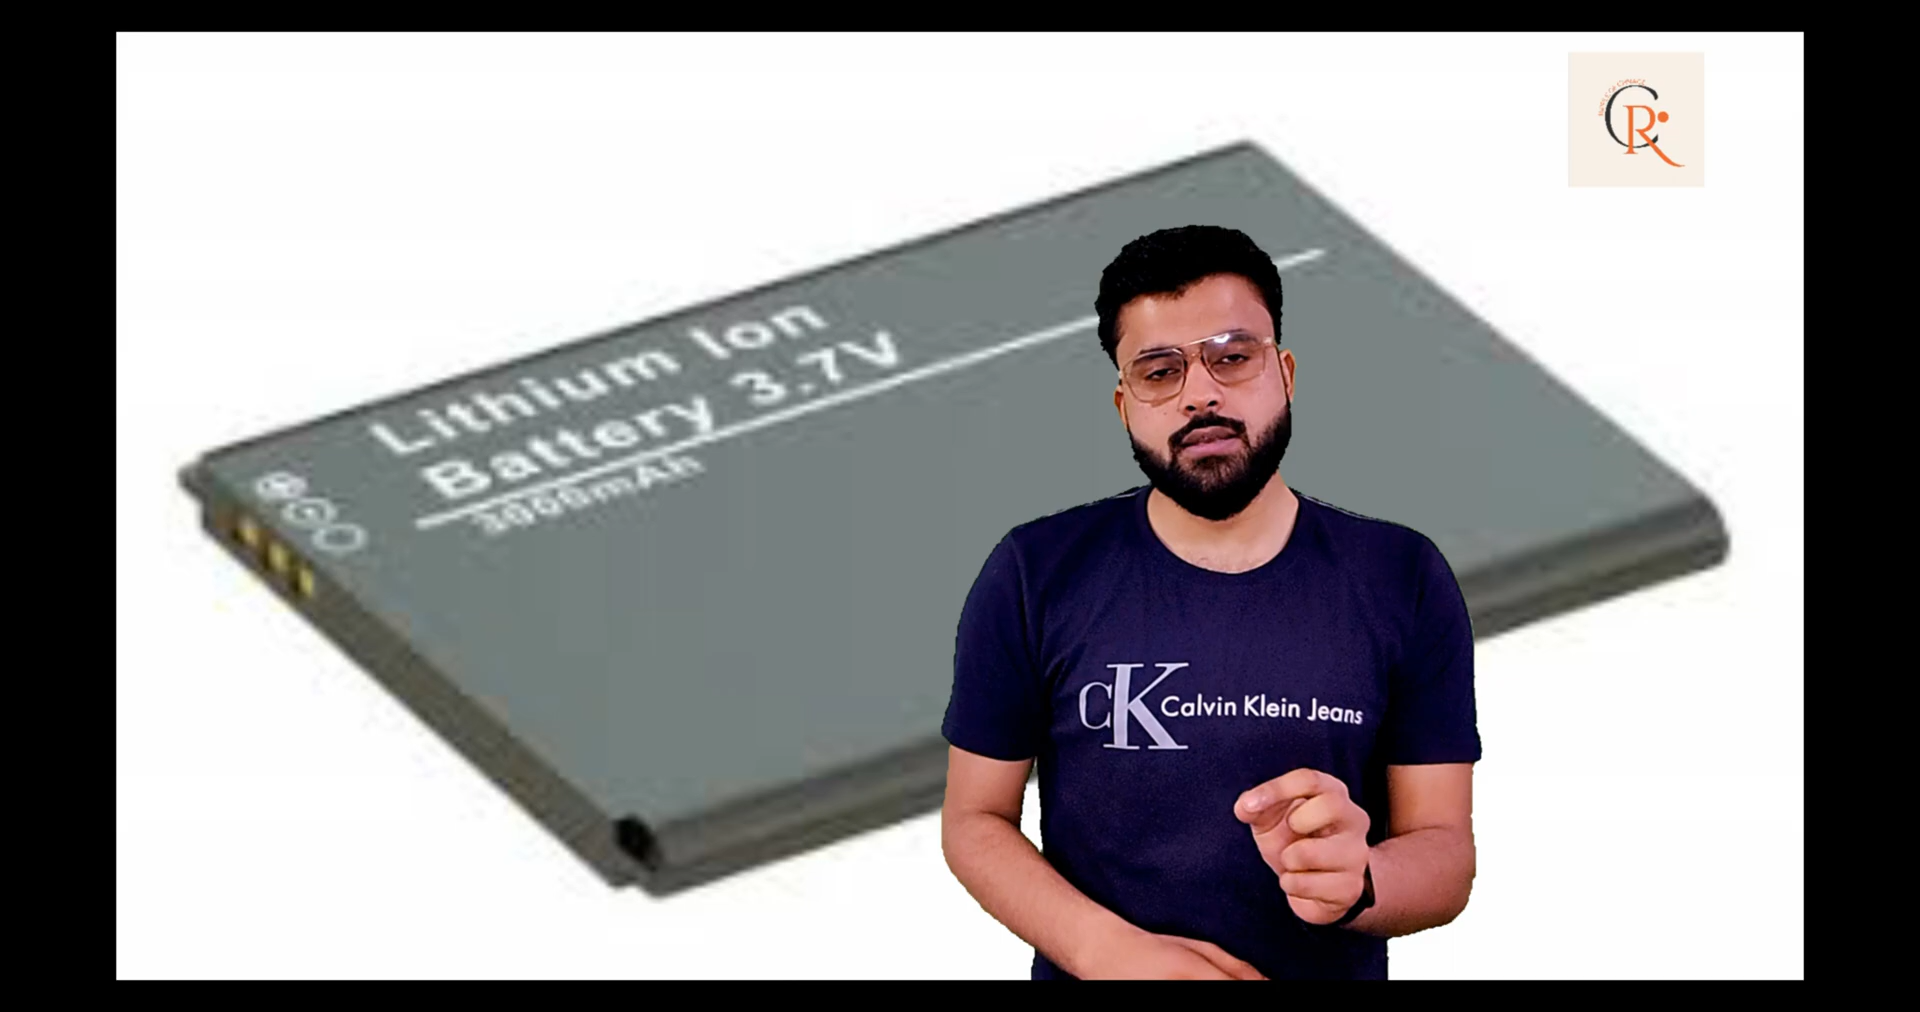 Lithium Ion
Battery 3.7V
3000mAh
CR
CK Calvin Klein Jeans